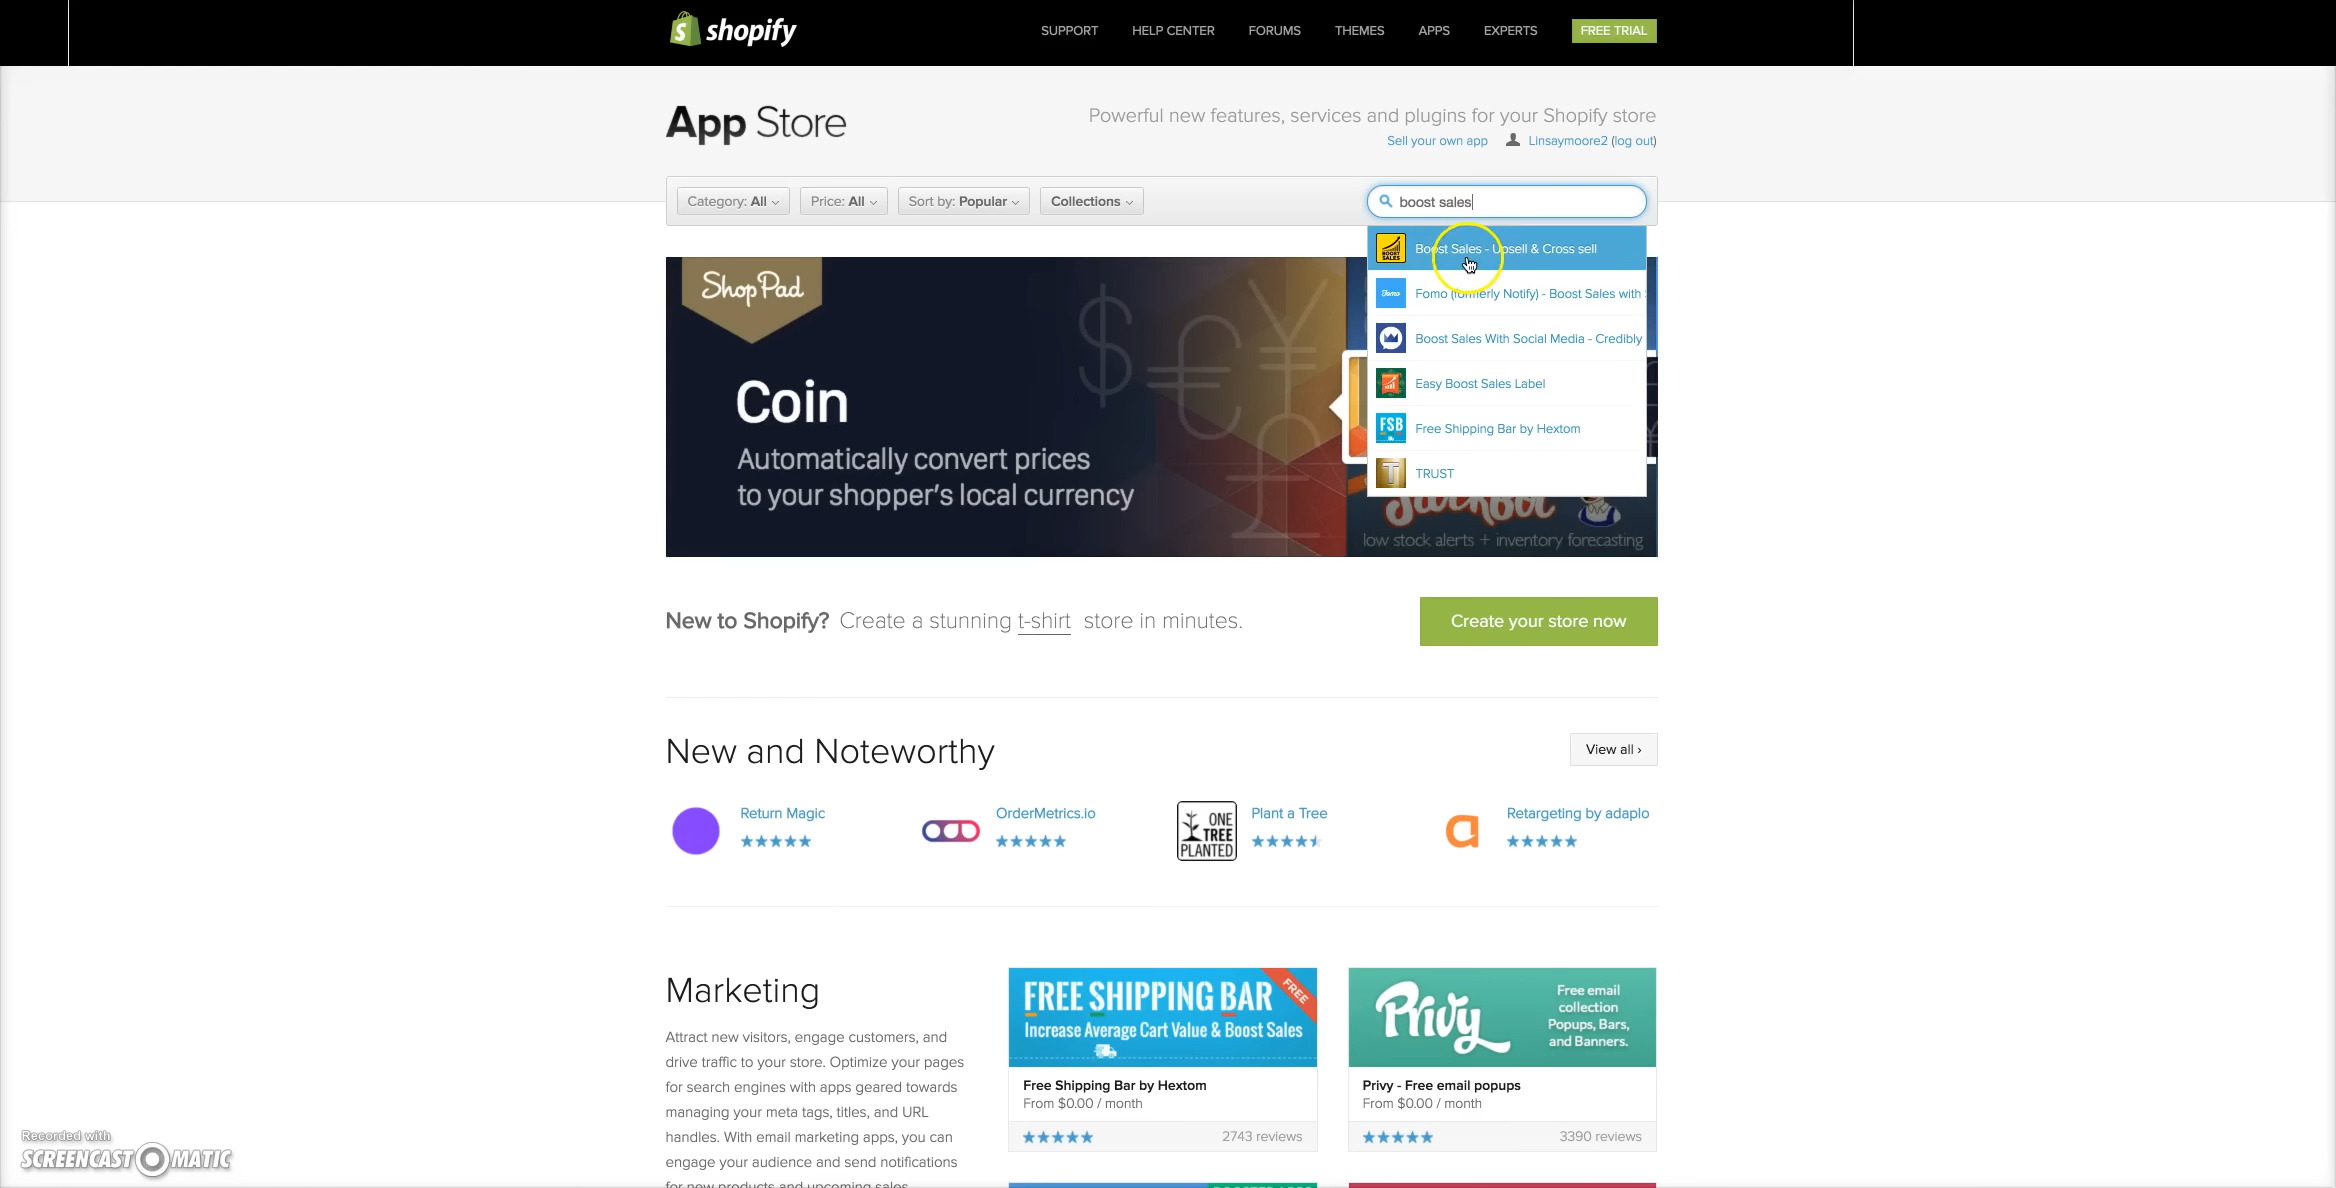 shopify
SUPPORT
HELP CENTER
FORUMS
THEMES
APPS
EXPERTS
FREE TRIAL
App Store
Powerful new features, services and plugins for your Shopify store
Sell your own app
Linsaymoore2 (log out)
Category: All
Price: All
Sort by: Popular
Collections
boost sales
BOOST SALES
Boost Sales - Upsell & Cross sell
fomo
Fomo (formerly Notify) - Boost Sales with
Boost Sales With Social Media - Credibly
Easy Boost Sales Label
FSB
Free Shipping Bar by Hextom
T
TRUST
ShopPad
Coin
Automatically convert prices
to your shopper's local currency
low stock alerts + inventory forecasting
New to Shopify? Create a stunning t-shirt store in minutes.
Create your store now
New and Noteworthy
View all ›
Return Magic
OrderMetrics.io
ONE TREE PLANTED
Plant a Tree
Retargeting by adaplo
Marketing
Attract new visitors, engage customers, and
drive traffic to your store. Optimize your pages
for search engines with apps geared towards
managing your meta tags, titles, and URL
handles. With email marketing apps, you can
engage your audience and send notifications
for new products and upcoming sales.
FREE SHIPPING BAR
FREE
Increase Average Cart Value & Boost Sales
Free Shipping Bar by Hextom
From $0.00 / month
2743 reviews
Privy
Free email
collection
Popups, Bars,
and Banners.
Privy - Free email popups
From $0.00 / month
3390 reviews
Recorded with
SCREENCAST-O-MATIC